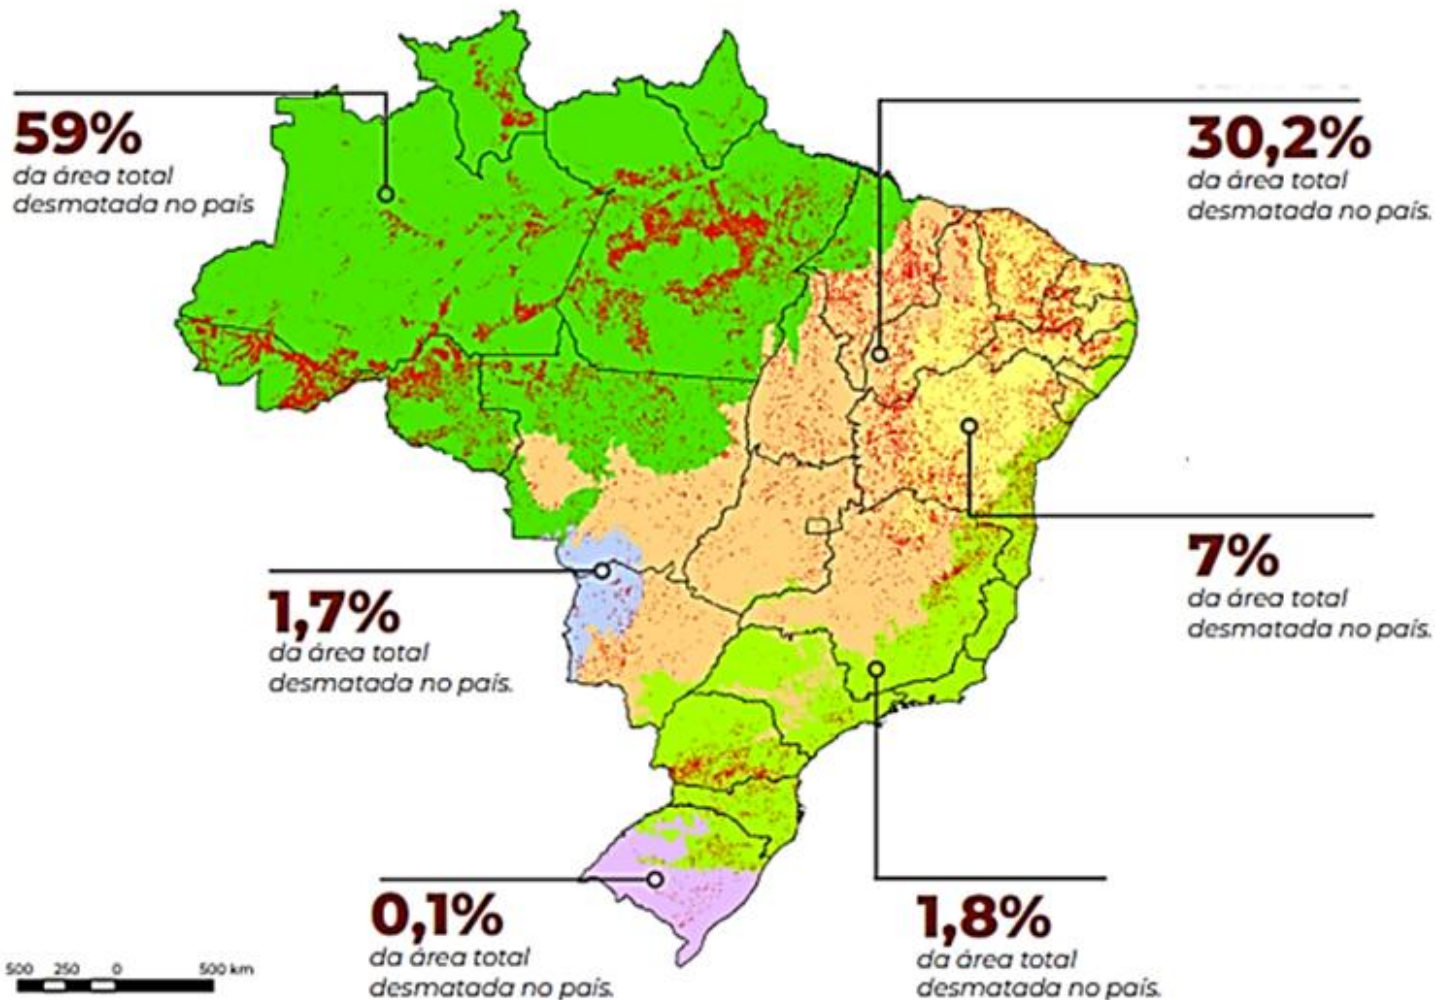 59%
da área total
desmatada no país
30,2%
da área total
desmatada no país.
7%
da área total
desmatada no país.
1,7%
da área total
desmatada no país.
0,1%
da área total
desmatada no país.
1,8%
da área total
desmatada no país.
500 250 0 500 km